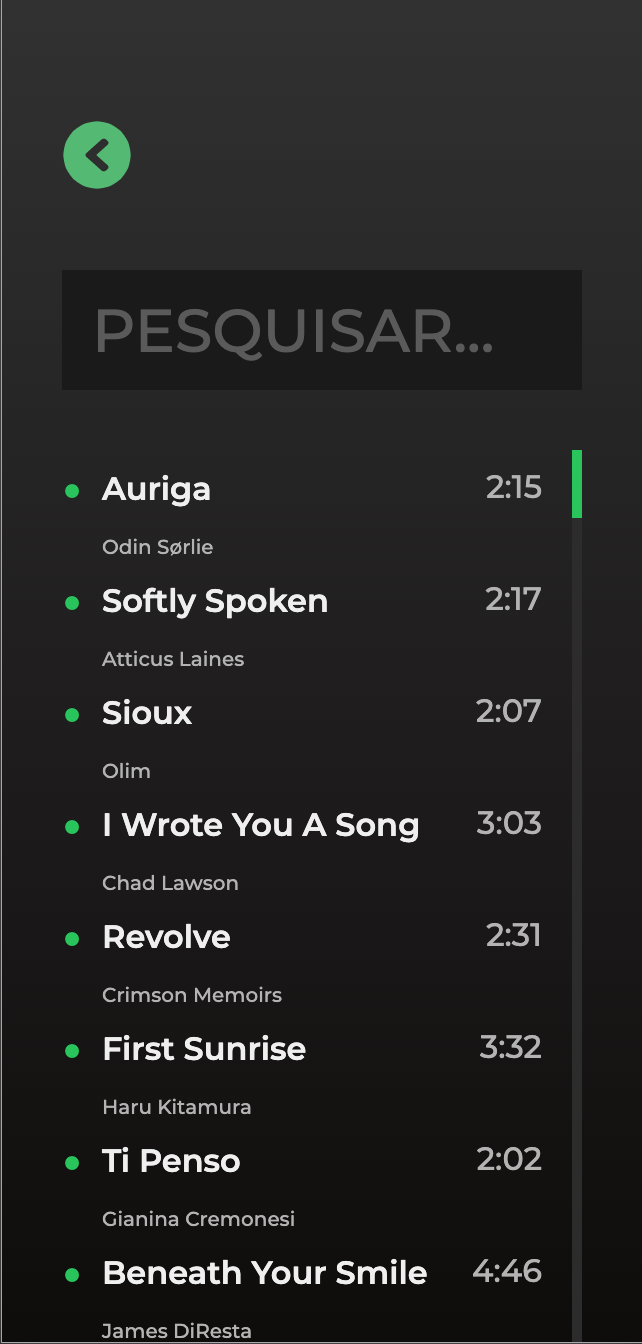 PESQUISAR...
Auriga 2:15
Odin Sørlie
Softly Spoken 2:17
Atticus Laines
Sioux 2:07
Olim
I Wrote You A Song 3:03
Chad Lawson
Revolve 2:31
Crimson Memoirs
First Sunrise 3:32
Haru Kitamura
Ti Penso 2:02
Gianina Cremonesi
Beneath Your Smile 4:46
James DiResta